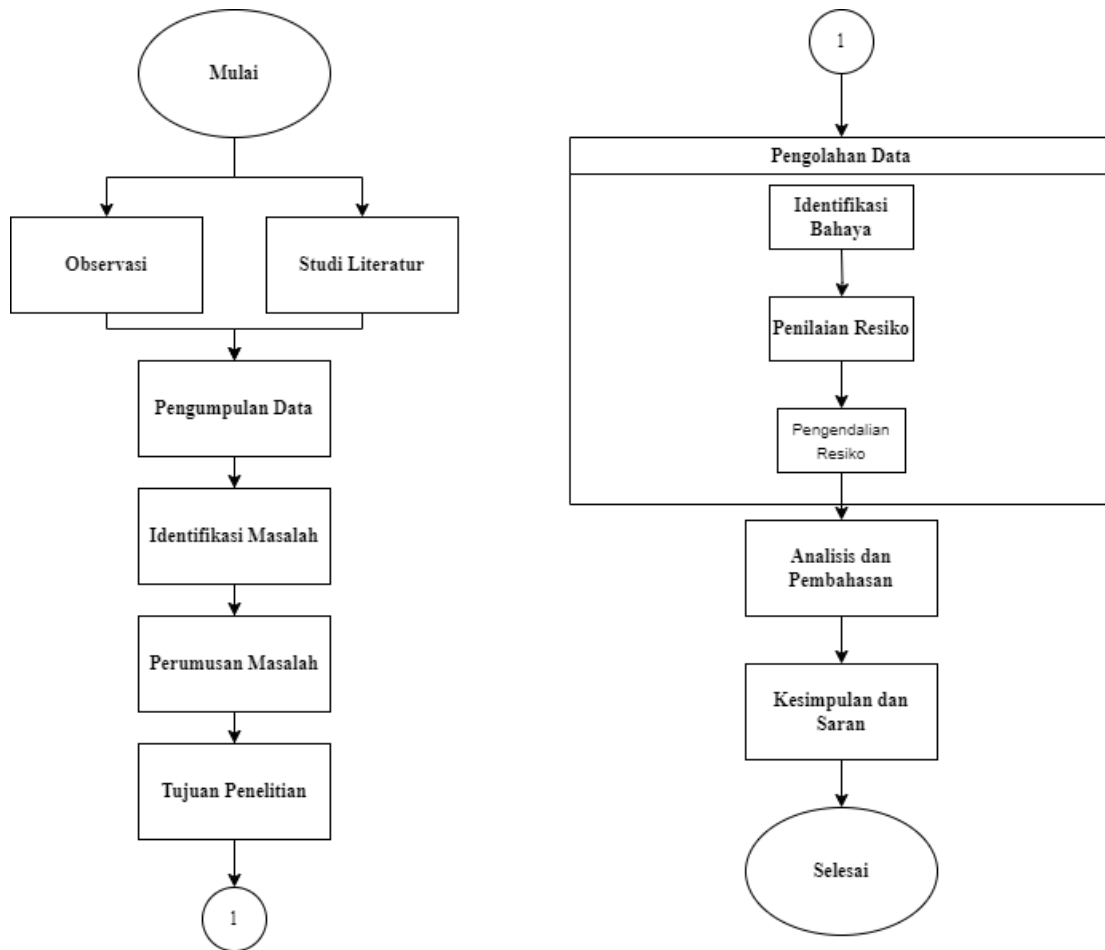 Mulai
Observasi
Studi Literatur
Pengumpulan Data
Identifikasi Masalah
Perumusan Masalah
Tujuan Penelitian
1
1
Pengolahan Data
Identifikasi
Bahaya
Penilaian Resiko
Pengendalian
Resiko
Analisis dan
Pembahasan
Kesimpulan dan
Saran
Selesai